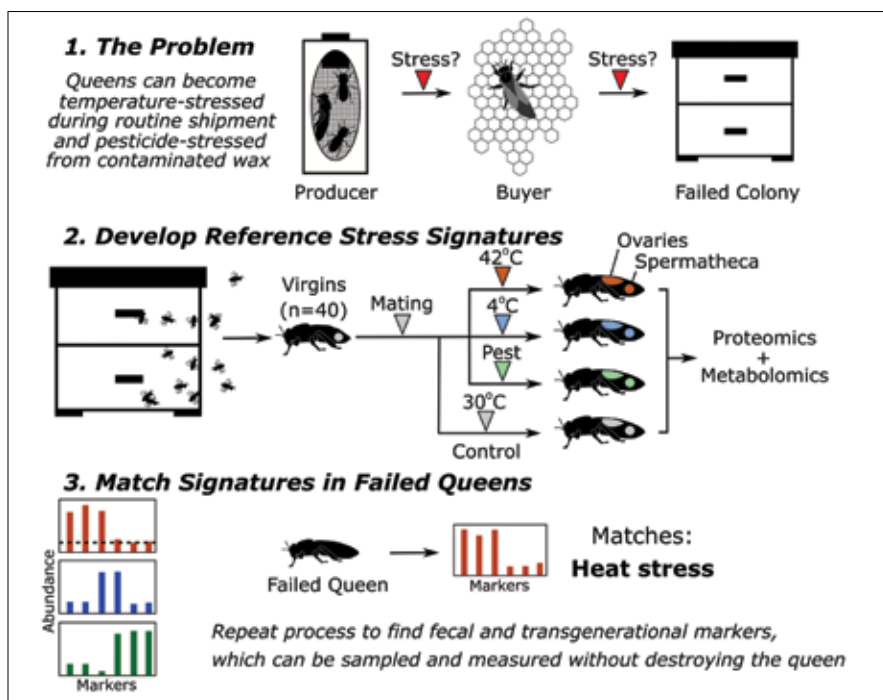 1. The Problem
Queens can become
temperature-stressed
during routine shipment
and pesticide-stressed
from contaminated wax
Stress?
Stress?
Producer
Buyer
Failed Colony
2. Develop Reference Stress Signatures
Ovaries
Spermatheca
Virgins
(n=40)
Mating
42°C
4°C
Pest
30°C
Control
Proteomics
+
Metabolomics
3. Match Signatures in Failed Queens
Abundance
Markers
Failed Queen
Markers
Matches:
Heat stress
Repeat process to find fecal and transgenerational markers,
which can be sampled and measured without destroying the queen